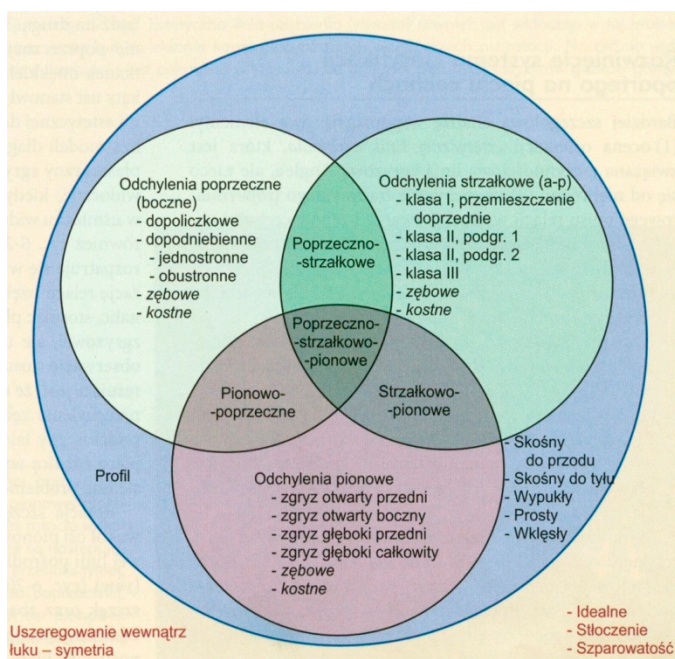 Odchylenia poprzeczne
(boczne)
- dopoliczkowe
- dopodniebienne
- jednostronne
- obustronne
- zębowe
- kostne
Odchylenia strzałkowe (a-p)
- klasa I, przemieszczenie
doprzednie
- klasa II, podgr. 1
- klasa II, podgr. 2
- klasa III
- zębowe
- kostne
Poprzeczno-
-strzałkowe
Poprzeczno-
-strzałkowo-
-pionowe
Pionowo-
-poprzeczne
Strzałkowo-
-pionowe
Profil
- Skośny
do przodu
- Skośny do tyłu
- Wypukły
- Prosty
- Wklęsły
Odchylenia pionowe
- zgryz otwarty przedni
- zgryz otwarty boczny
- zgryz głęboki przedni
- zgryz głęboki całkowity
- zębowe
- kostne
Uszeregowanie wewnątrz
łuku – symetria
- Idealne
- Stłoczenie
- Szparowatość